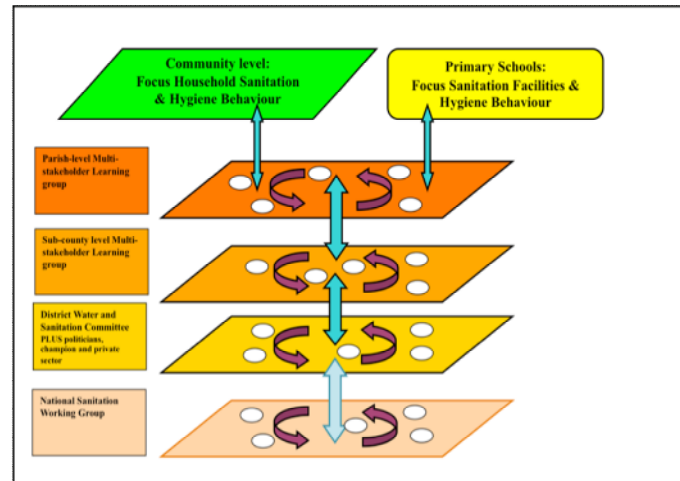 Community level:
Focus Household Sanitation
& Hygiene Behaviour
Primary Schools:
Focus Sanitation Facilities &
Hygiene Behaviour
Parish-level Multi-
stakeholder Learning
group
Sub-county level Multi-
stakeholder Learning
group
District Water and
Sanitation Committee
PLUS politicians,
champion and private
sector
National Sanitation
Working Group